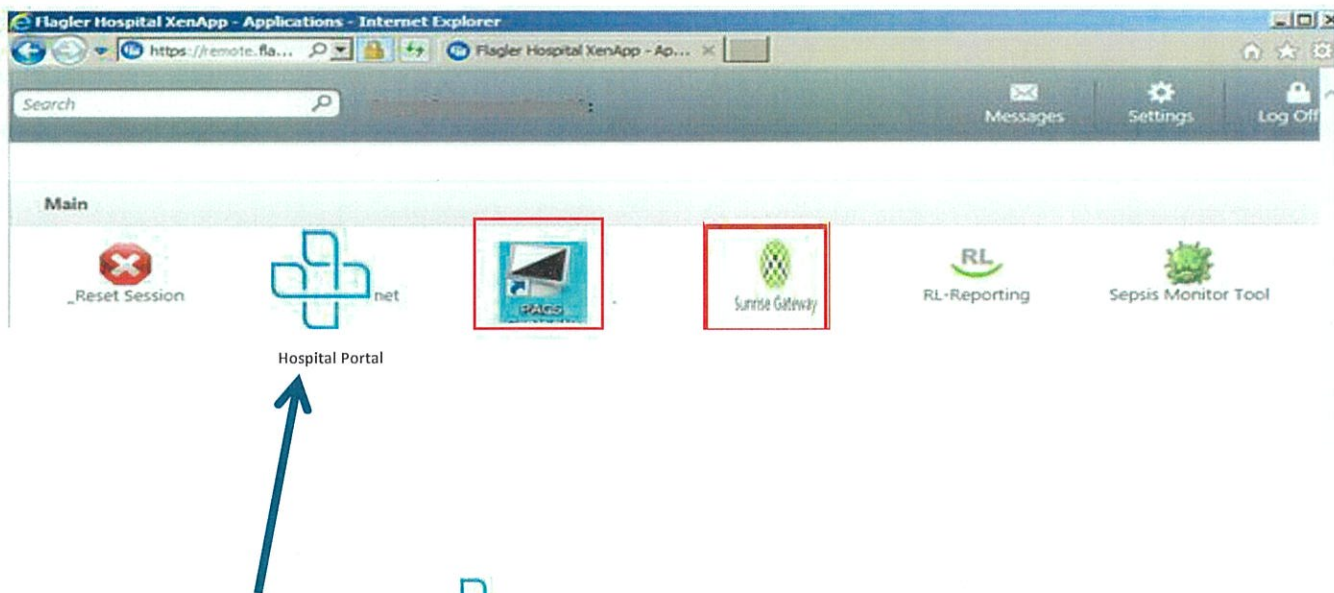 Flagler Hospital XenApp - Applications - Internet Explorer
https://remote.fla... Flagler Hospital XenApp - Ap...
Search
Messages Settings Log Off
Main
_Reset Session net PACS Sunrise Gateway RL RL-Reporting Sepsis Monitor Tool
Hospital Portal